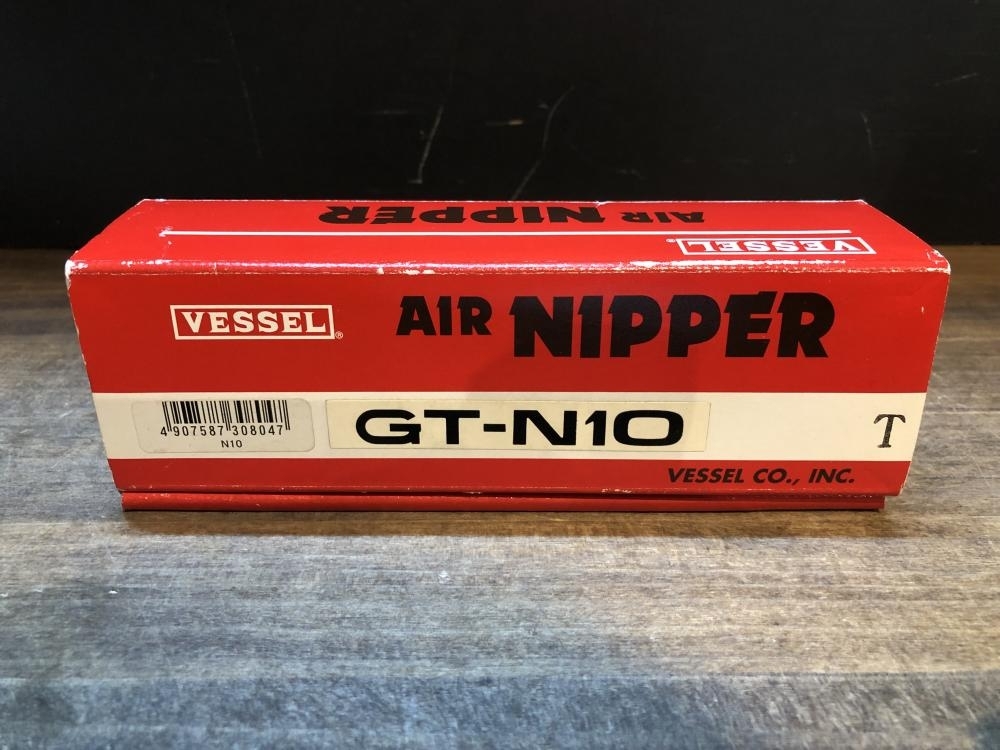 AIR NIPPER
VESSEL®
VESSEL®
AIR NIPPER
4 907587 308047
N10
GT-N10
T
VESSEL CO., INC.